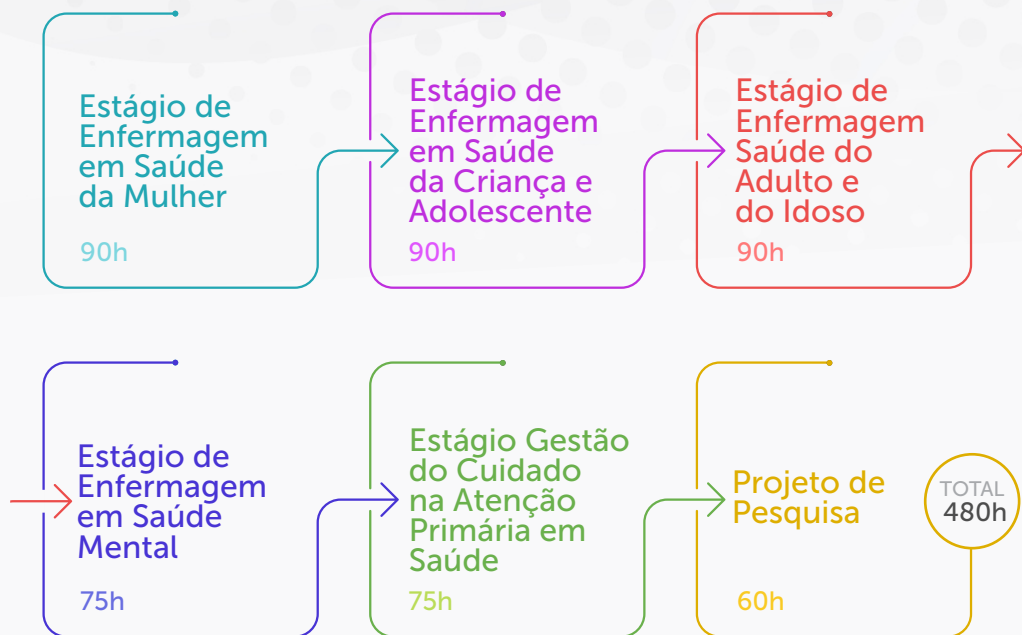 Estágio de
Enfermagem
em Saúde
da Mulher
90h
Estágio de
Enfermagem
em Saúde
da Criança e
Adolescente
90h
Estágio de
Enfermagem
Saúde do
Adulto e
do Idoso
90h
Estágio de
Enfermagem
em Saúde
Mental
75h
Estágio Gestão
do Cuidado
na Atenção
Primária em
Saúde
75h
Projeto de
Pesquisa
60h
TOTAL
480h